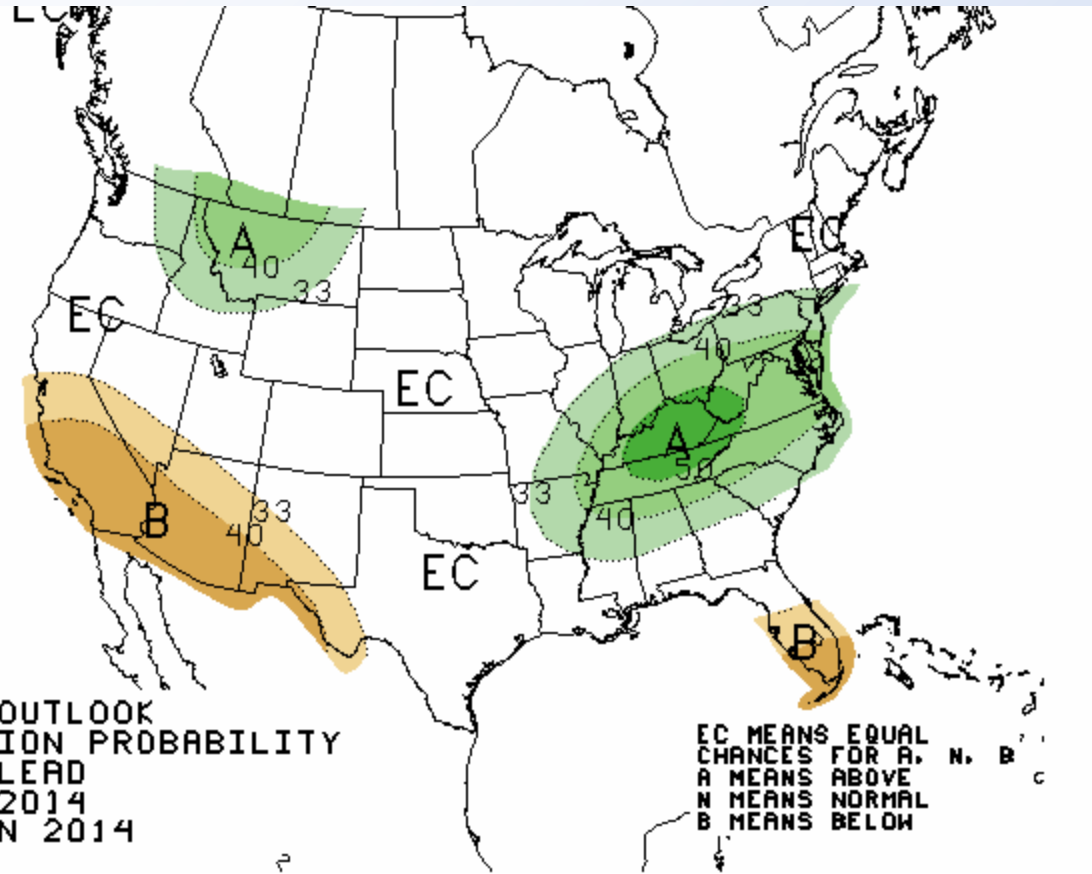 EC
A
40
33
EC
EC
33
40
EC
A
50
33
40
B
33
40
EC
B
OUTLOOK
ION PROBABILITY
LEAD
2014
N 2014
EC MEANS EQUAL
CHANCES FOR A, N, B
A MEANS ABOVE
N MEANS NORMAL
B MEANS BELOW